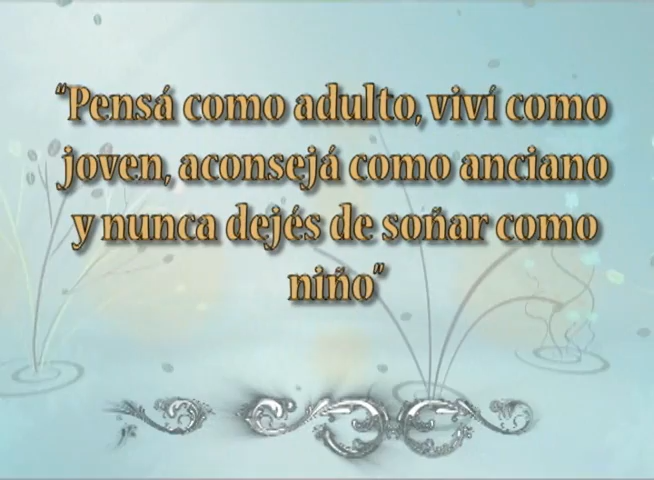 “Pensá como adulto, viví como
joven, aconsejá como anciano
y nunca dejés de soñar como
niño”